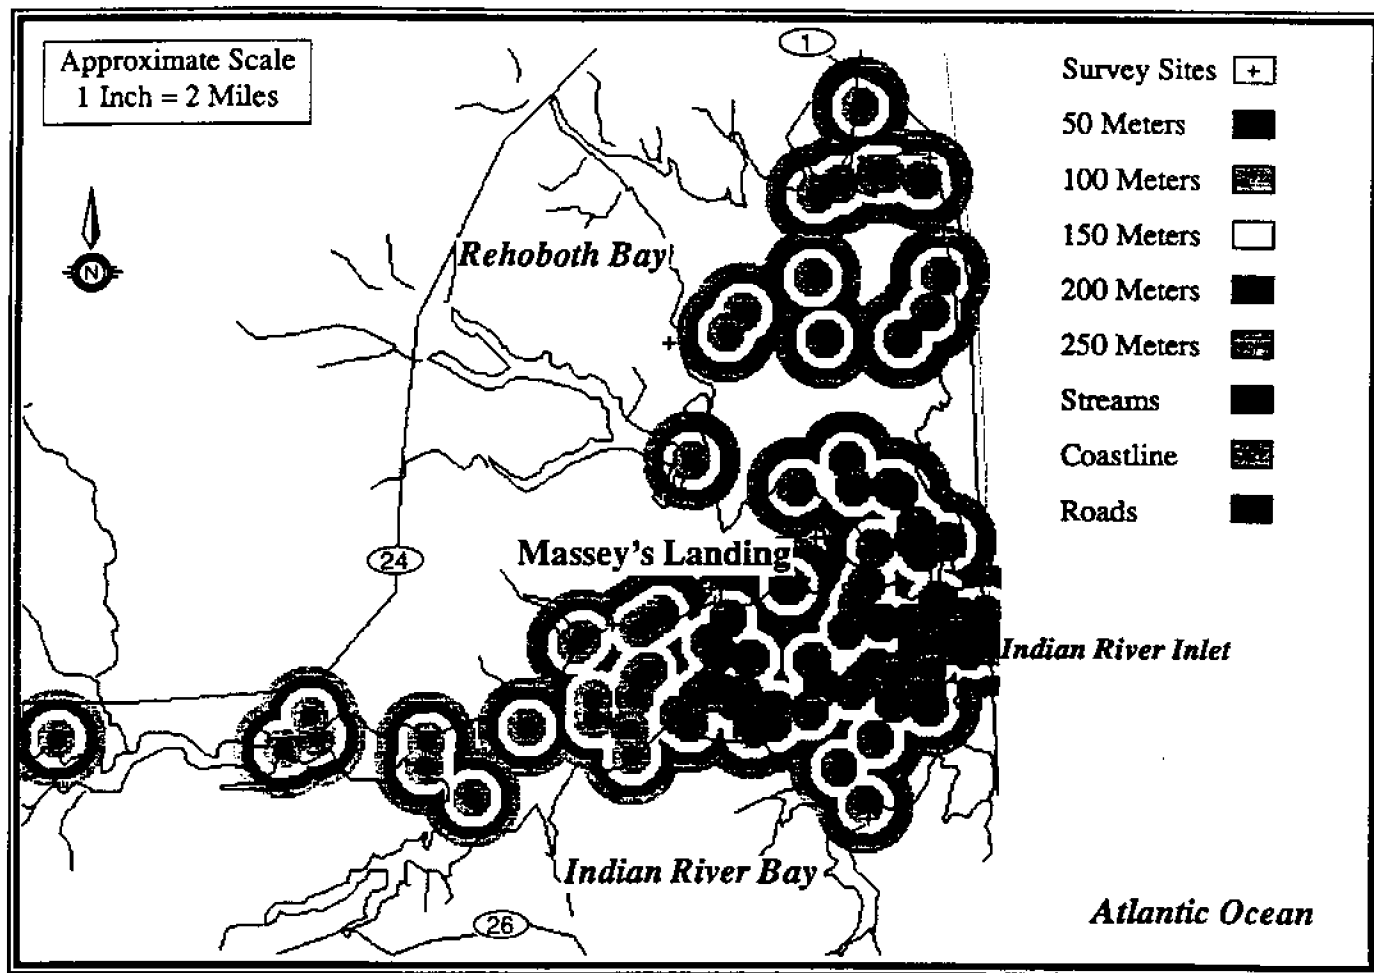 Approximate Scale
1 Inch = 2 Miles
1
Survey Sites +
50 Meters
100 Meters
150 Meters
200 Meters
250 Meters
Streams
Coastline
Roads
N
Rehoboth Bay
24
Massey's Landing
Indian River Inlet
Indian River Bay
26
Atlantic Ocean